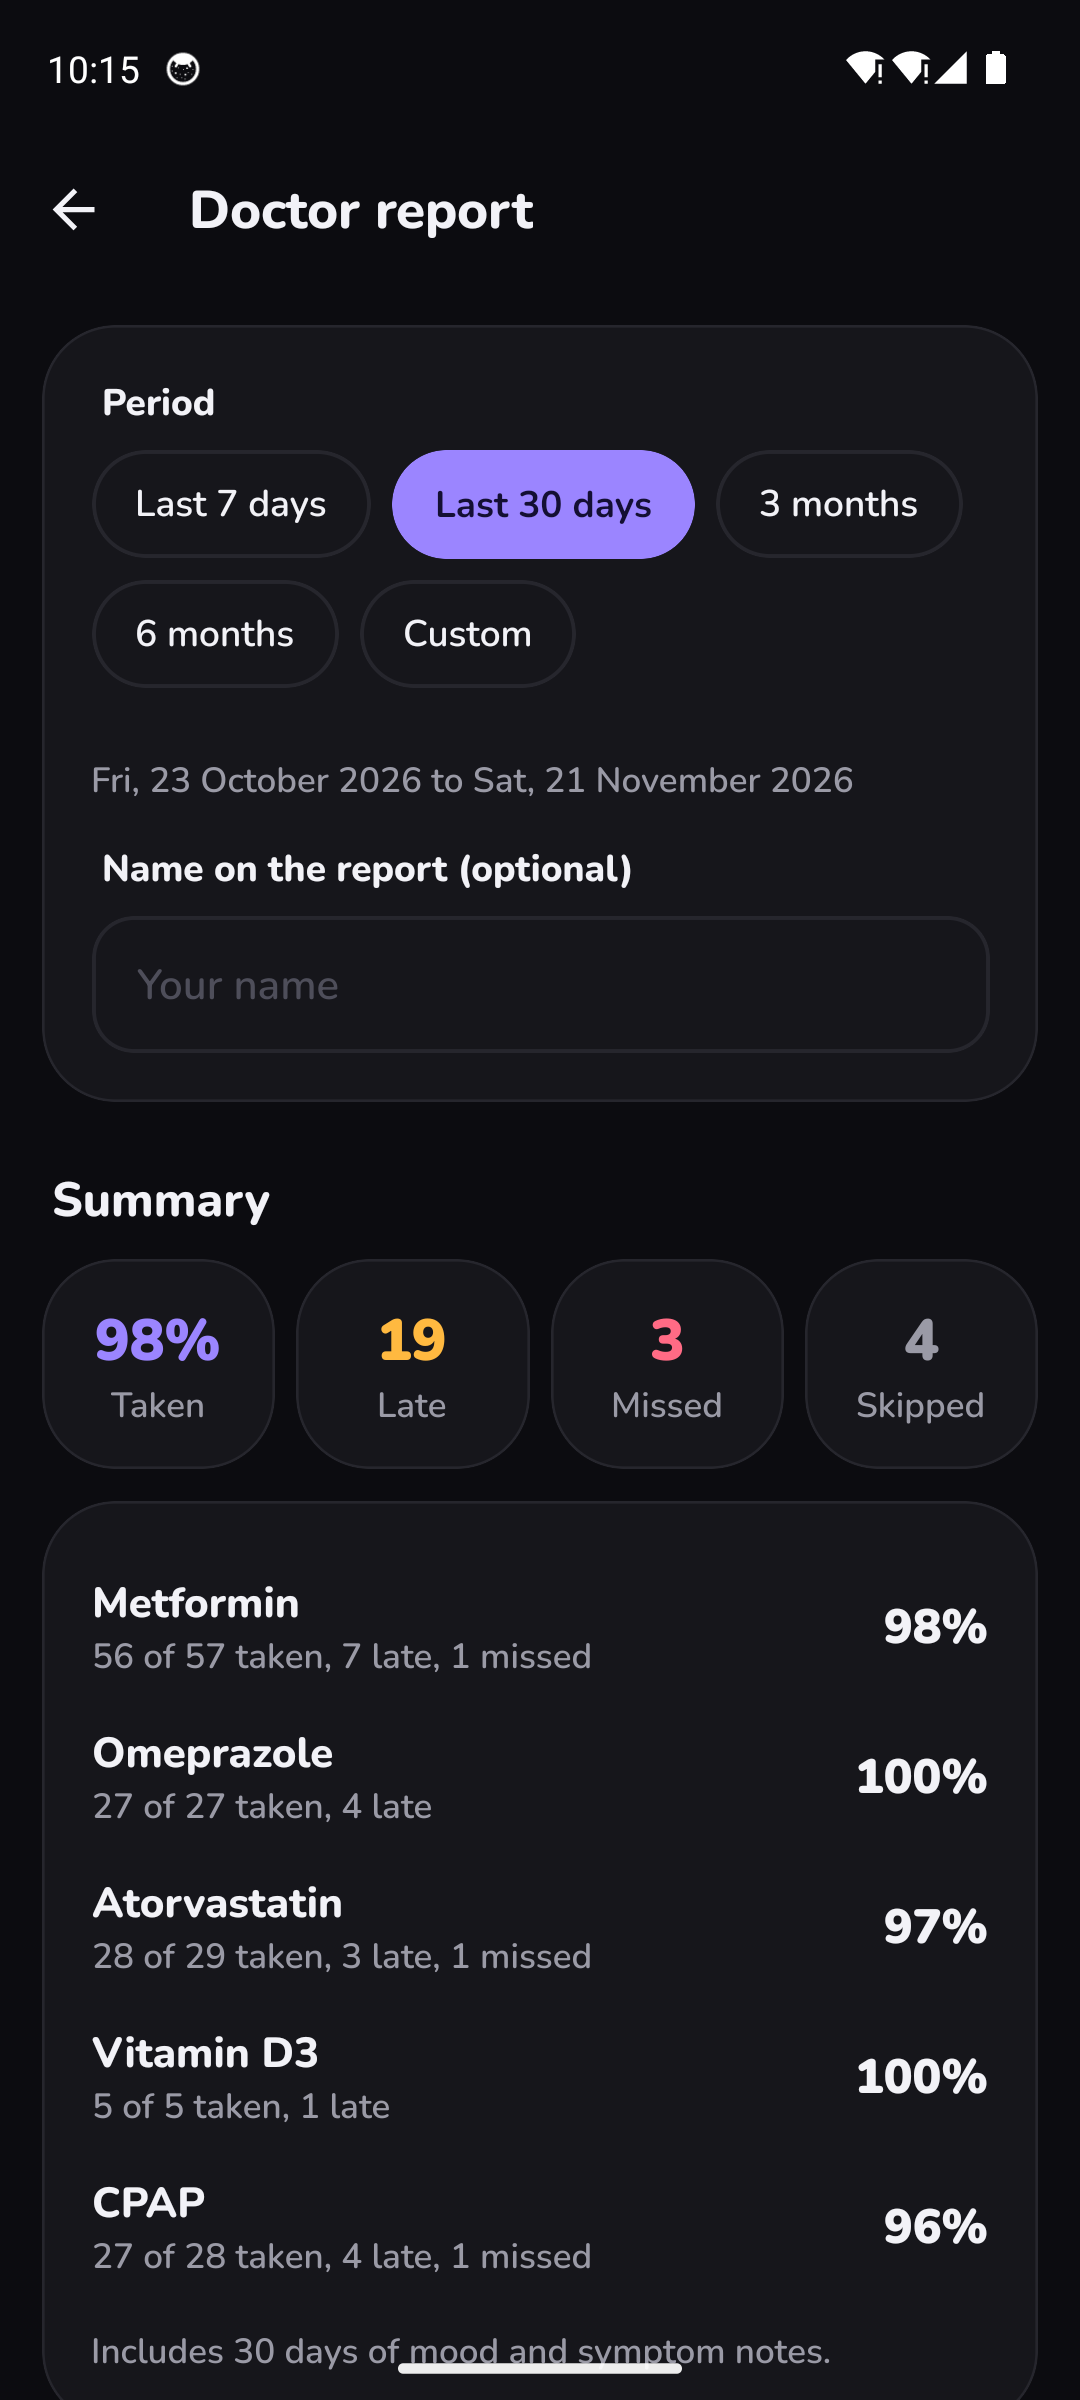 10:15
Doctor report
Period
Last 7 days
Last 30 days
3 months
6 months
Custom
Fri, 23 October 2026 to Sat, 21 November 2026
Name on the report (optional)
Your name
Summary
98%
Taken
19
Late
3
Missed
4
Skipped
Metformin
56 of 57 taken, 7 late, 1 missed
98%
Omeprazole
27 of 27 taken, 4 late
100%
Atorvastatin
28 of 29 taken, 3 late, 1 missed
97%
Vitamin D3
5 of 5 taken, 1 late
100%
CPAP
27 of 28 taken, 4 late, 1 missed
96%
Includes 30 days of mood and symptom notes.